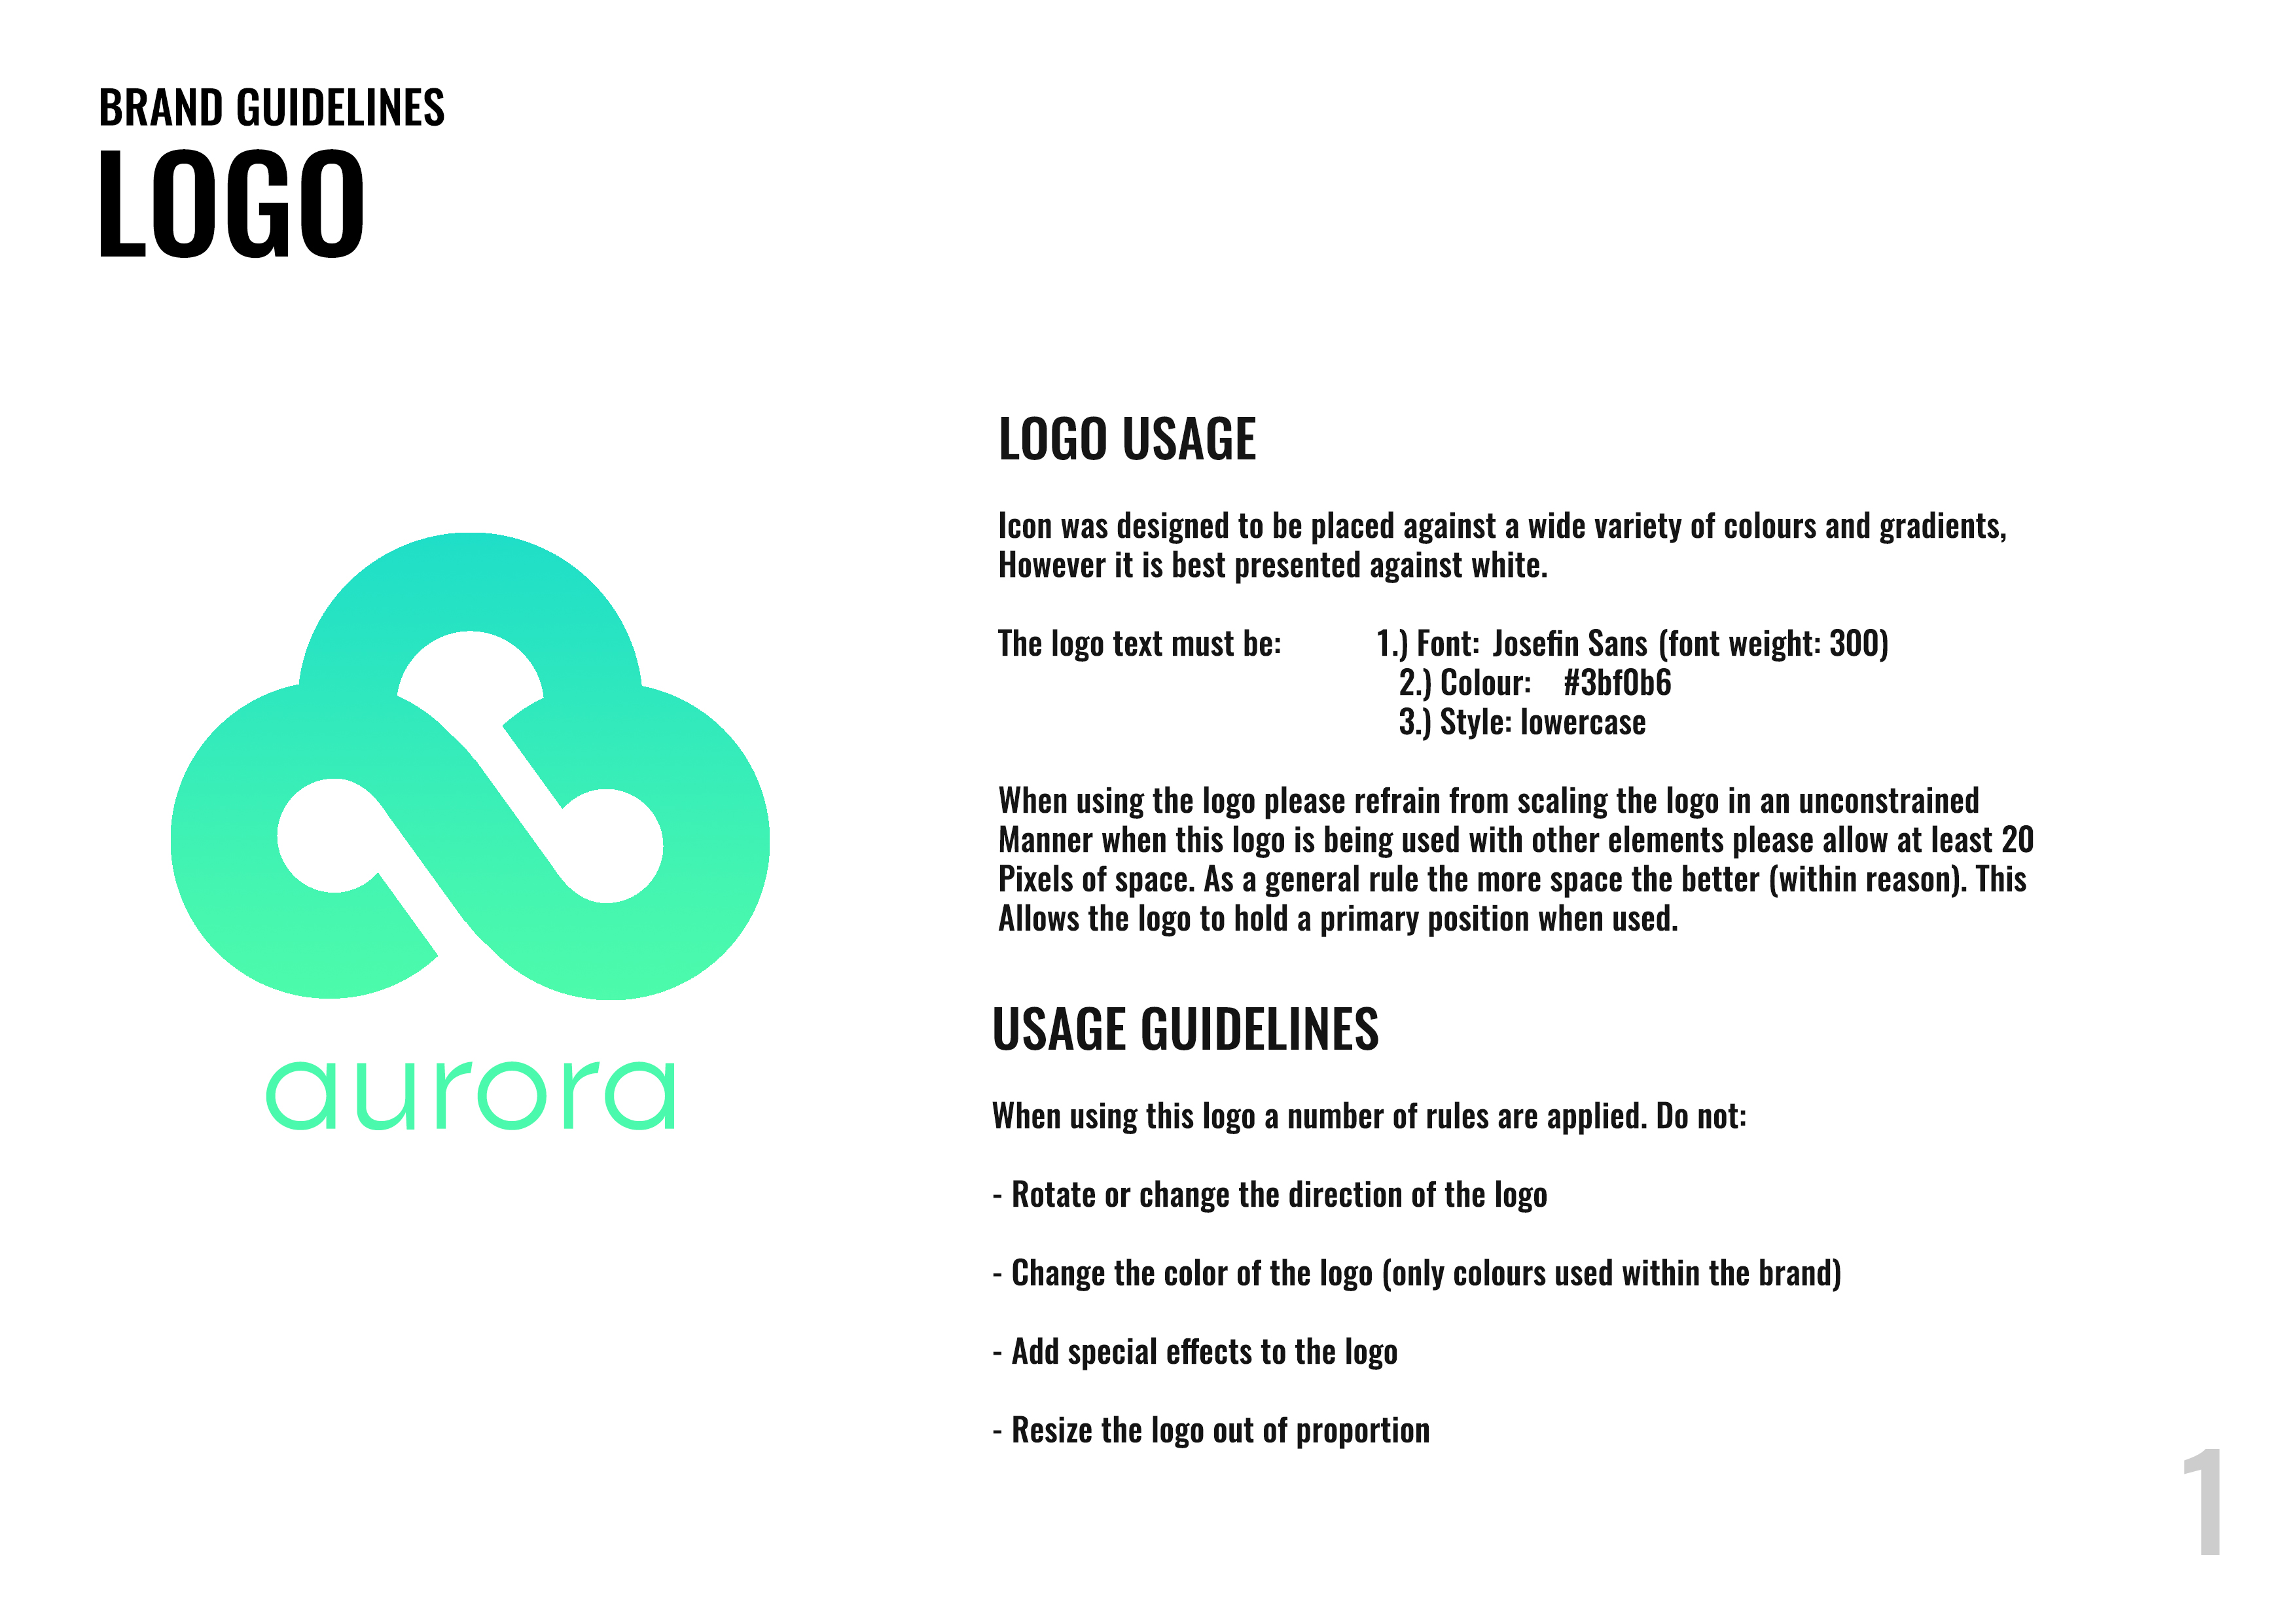 BRAND GUIDELINES
LOGO
aurora
LOGO USAGE
Icon was designed to be placed against a wide variety of colours and gradients,
However it is best presented against white.
The logo text must be: 1.) Font: Josefin Sans (font weight: 300)
2.) Colour: #3bf0b6
3.) Style: lowercase
When using the logo please refrain from scaling the logo in an unconstrained
Manner when this logo is being used with other elements please allow at least 20
Pixels of space. As a general rule the more space the better (within reason). This
Allows the logo to hold a primary position when used.
USAGE GUIDELINES
When using this logo a number of rules are applied. Do not:
- Rotate or change the direction of the logo
- Change the color of the logo (only colours used within the brand)
- Add special effects to the logo
- Resize the logo out of proportion
1